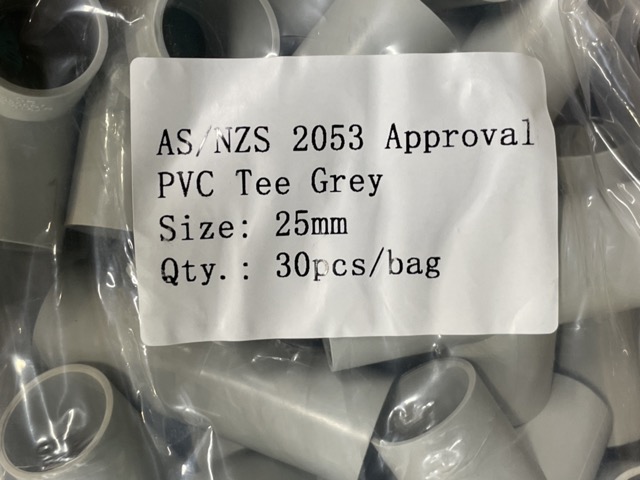 AS/NZS 2053 Approval
PVC Tee Grey
Size: 25mm
Qty.: 30pcs/bag